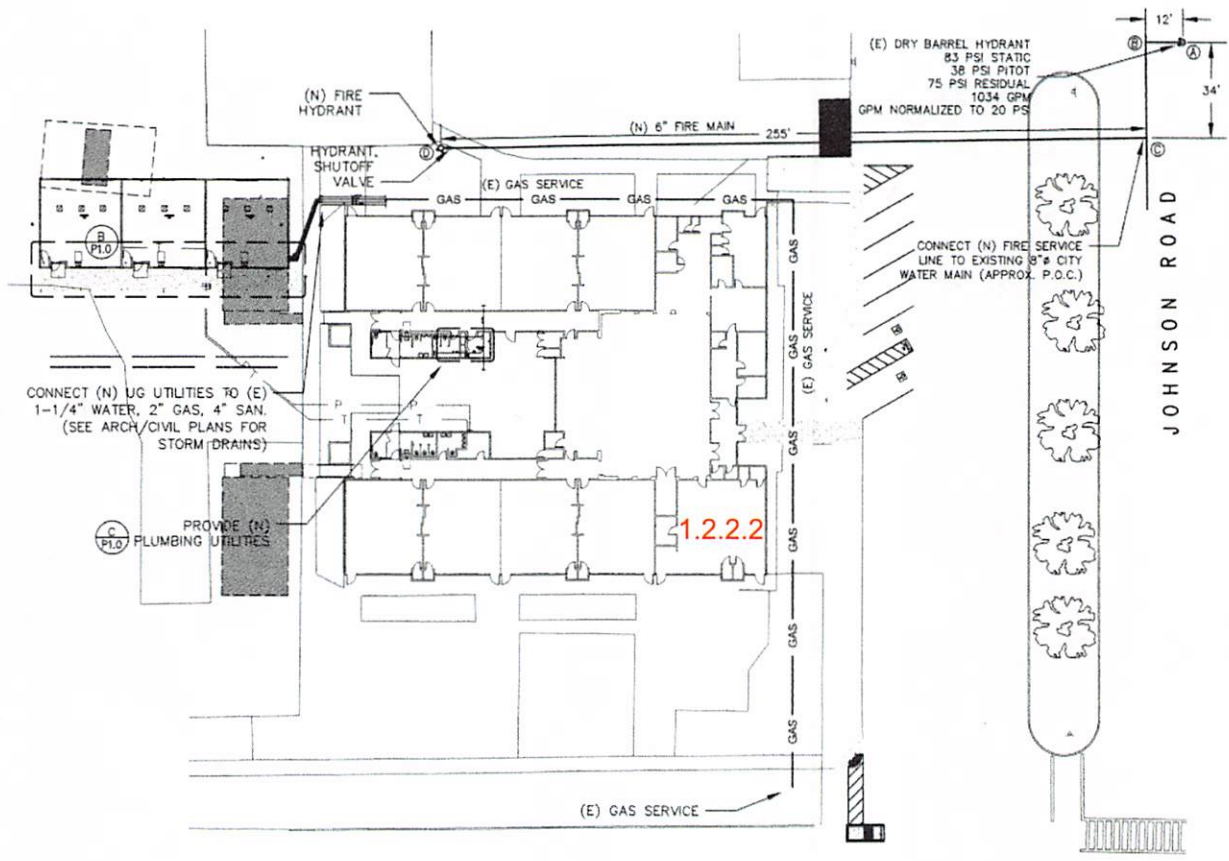 12'
Ⓑ
Ⓐ
34'
(E) DRY BARREL HYDRANT
83 PSI STATIC
38 PSI PITOT
75 PSI RESIDUAL
1034 GPM
GPM NORMALIZED TO 20 PS
(N) FIRE
HYDRANT
(N) 6" FIRE MAIN
255'
Ⓓ
Ⓒ
HYDRANT
SHUTOFF
VALVE
(E) GAS SERVICE
GAS GAS GAS GAS
B
P1.0
GAS
CONNECT (N) FIRE SERVICE
LINE TO EXISTING 8"ø CITY
WATER MAIN (APPROX. P.O.C.)
JOHNSON ROAD
(E) GAS SERVICE
GAS
CONNECT (N) UG UTILITIES TO (E)
1-1/4" WATER, 2" GAS, 4" SAN.
(SEE ARCH/CIVIL PLANS FOR
STORM DRAINS)
P P
T T
GAS
C
P1.0
PROVIDE (N)
PLUMBING UTILITIES
1.2.2.2
GAS
GAS
GAS
(E) GAS SERVICE